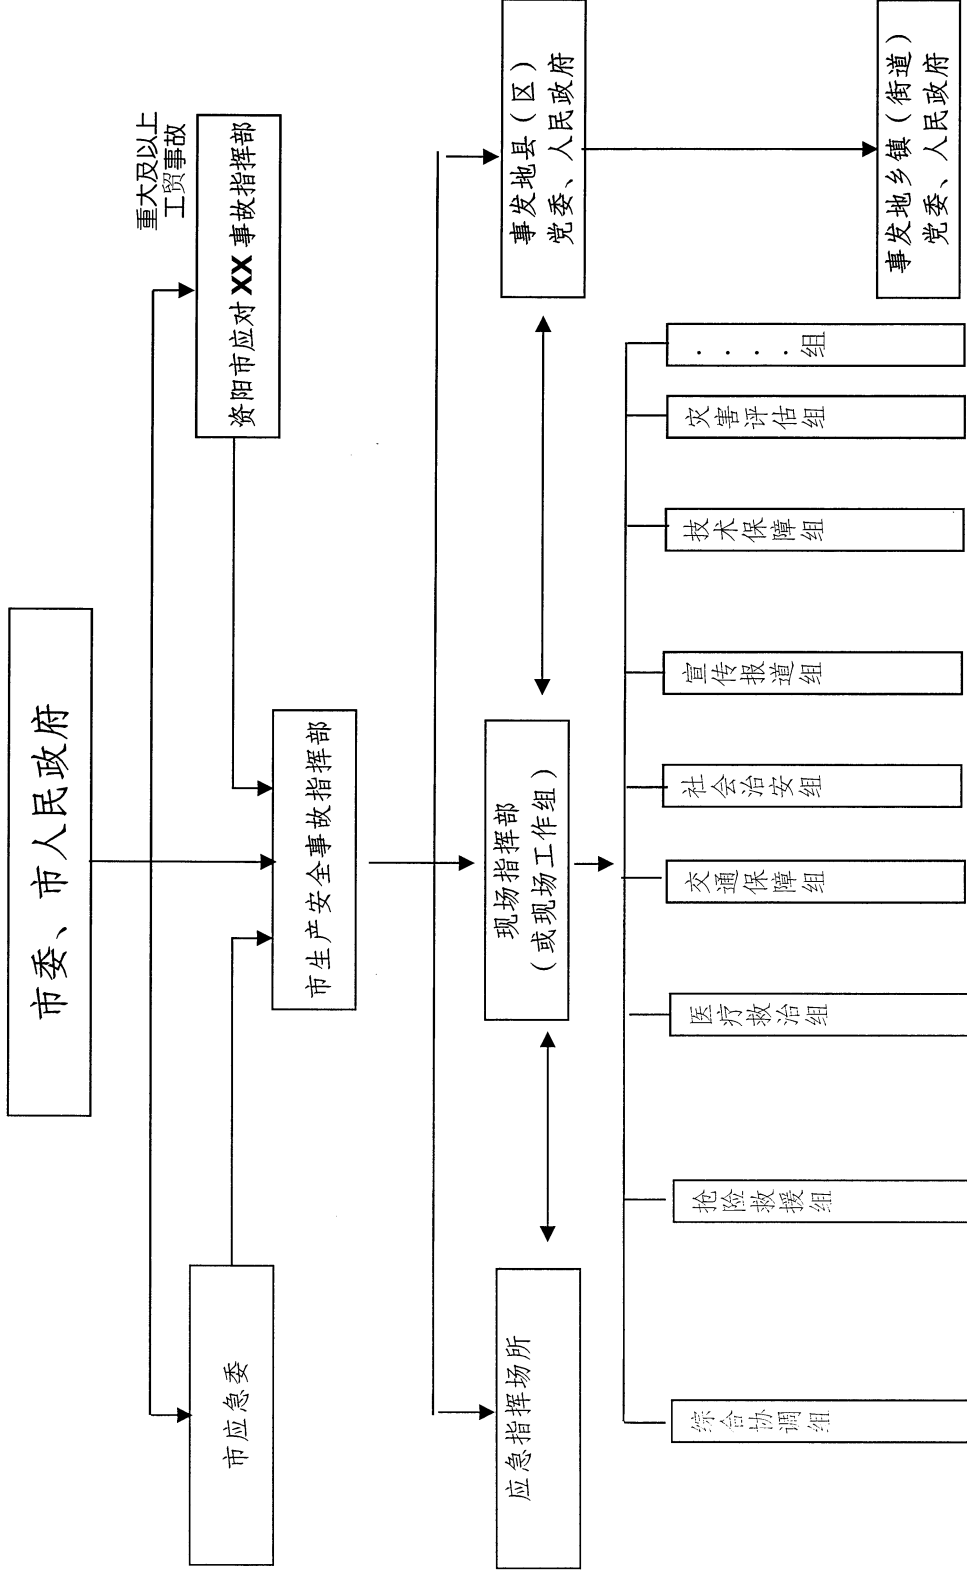 市委、市人民政府
市应急委
重大及以上
工贸事故
资阳市应对XX事故指挥部
市生产安全事故指挥部
应急指挥场所
现场指挥部
（或现场工作组）
事发地县（区）
党委、人民政府
综合协调组
抢险救援组
医疗救治组
交通保障组
社会治安组
宣传报道组
技术保障组
灾害评估组
····组
事发地乡镇（街道）
党委、人民政府